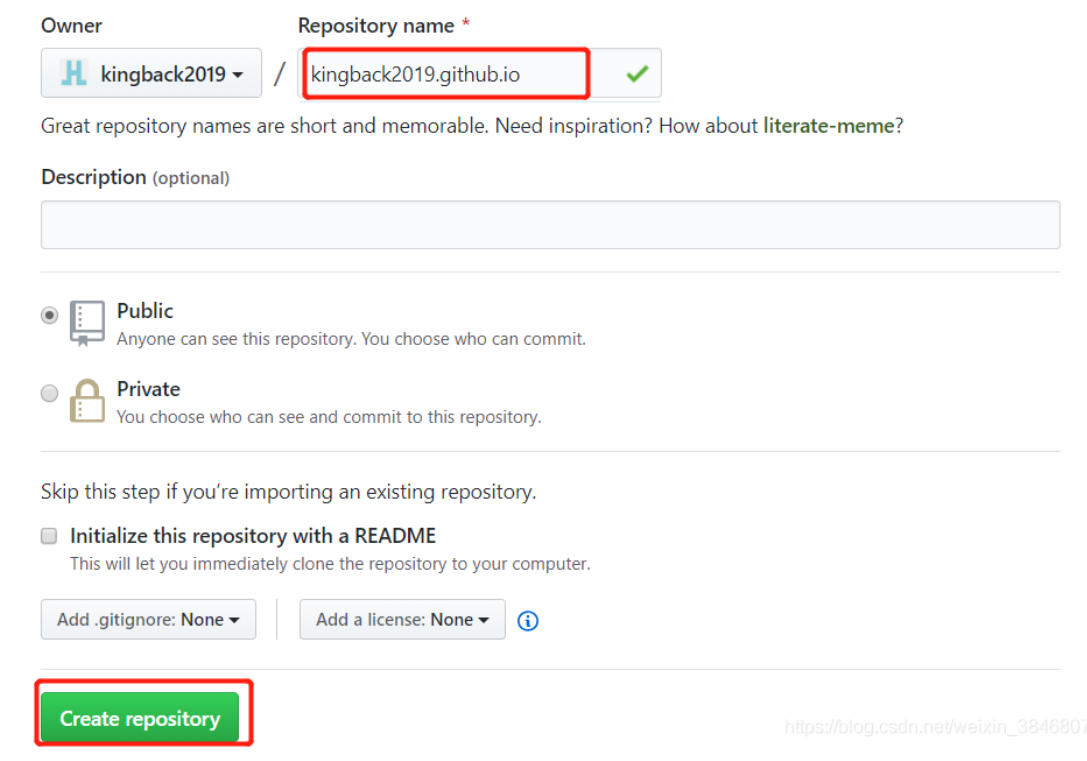 Owner Repository name *
kingback2019 / kingback2019.github.io
Great repository names are short and memorable. Need inspiration? How about literate-meme?
Description (optional)
Public
Anyone can see this repository. You choose who can commit.
Private
You choose who can see and commit to this repository.
Skip this step if you’re importing an existing repository.
Initialize this repository with a README
This will let you immediately clone the repository to your computer.
Add .gitignore: None Add a license: None
Create repository
https://blog.csdn.net/weixin_3846807